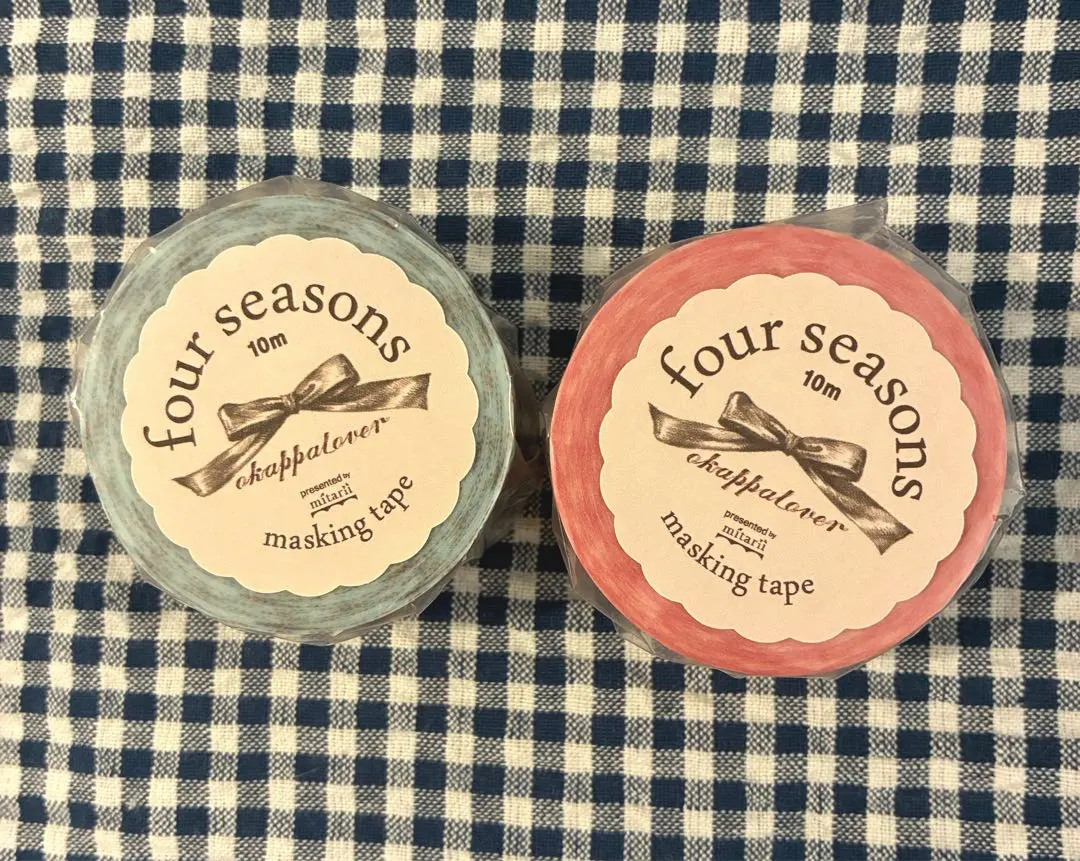 four seasons
10m
okappalover
presented by
mitarii
masking tape
four seasons
10m
okappalover
presented by
mitarii
masking tape